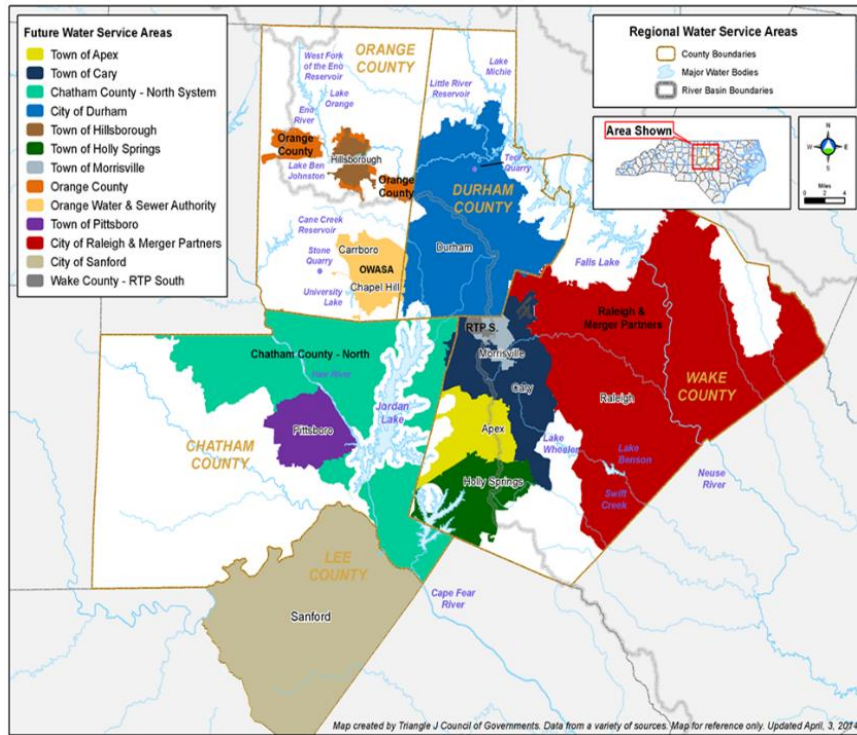 Future Water Service Areas
Town of Apex
Town of Cary
Chatham County - North System
City of Durham
Town of Hillsborough
Town of Holly Springs
Town of Morrisville
Orange County
Orange Water & Sewer Authority
Town of Pittsboro
City of Raleigh & Merger Partners
City of Sanford
Wake County - RTP South
Regional Water Service Areas
County Boundaries
Major Water Bodies
River Basin Boundaries
Area Shown
N
W
E
S
Miles
0 2 4
ORANGE
COUNTY
West Fork
of the Eno
Reservoir
Lake
Orange
Eno
River
Orange
County
Hillsborough
Lake Ben
Johnston
Orange
County
Little River
Reservoir
Lake
Michie
Teer
Quarry
DURHAM
COUNTY
Durham
Cane Creek
Reservoir
Stone
Quarry
University
Lake
Carrboro
OWASA
Chapel Hill
Falls Lake
Raleigh &
Merger Partners
WAKE
COUNTY
Raleigh
RTP S.
Morrisville
Cary
Chatham County - North
Haw River
Jordan
Lake
Pittsboro
CHATHAM
COUNTY
Apex
Holly Springs
Lake
Wheeler
Lake
Benson
Swift
Creek
Neuse
River
LEE
COUNTY
Sanford
Cape Fear
River
Map created by Triangle J Council of Governments. Data from a variety of sources. Map for reference only. Updated April, 3, 2014